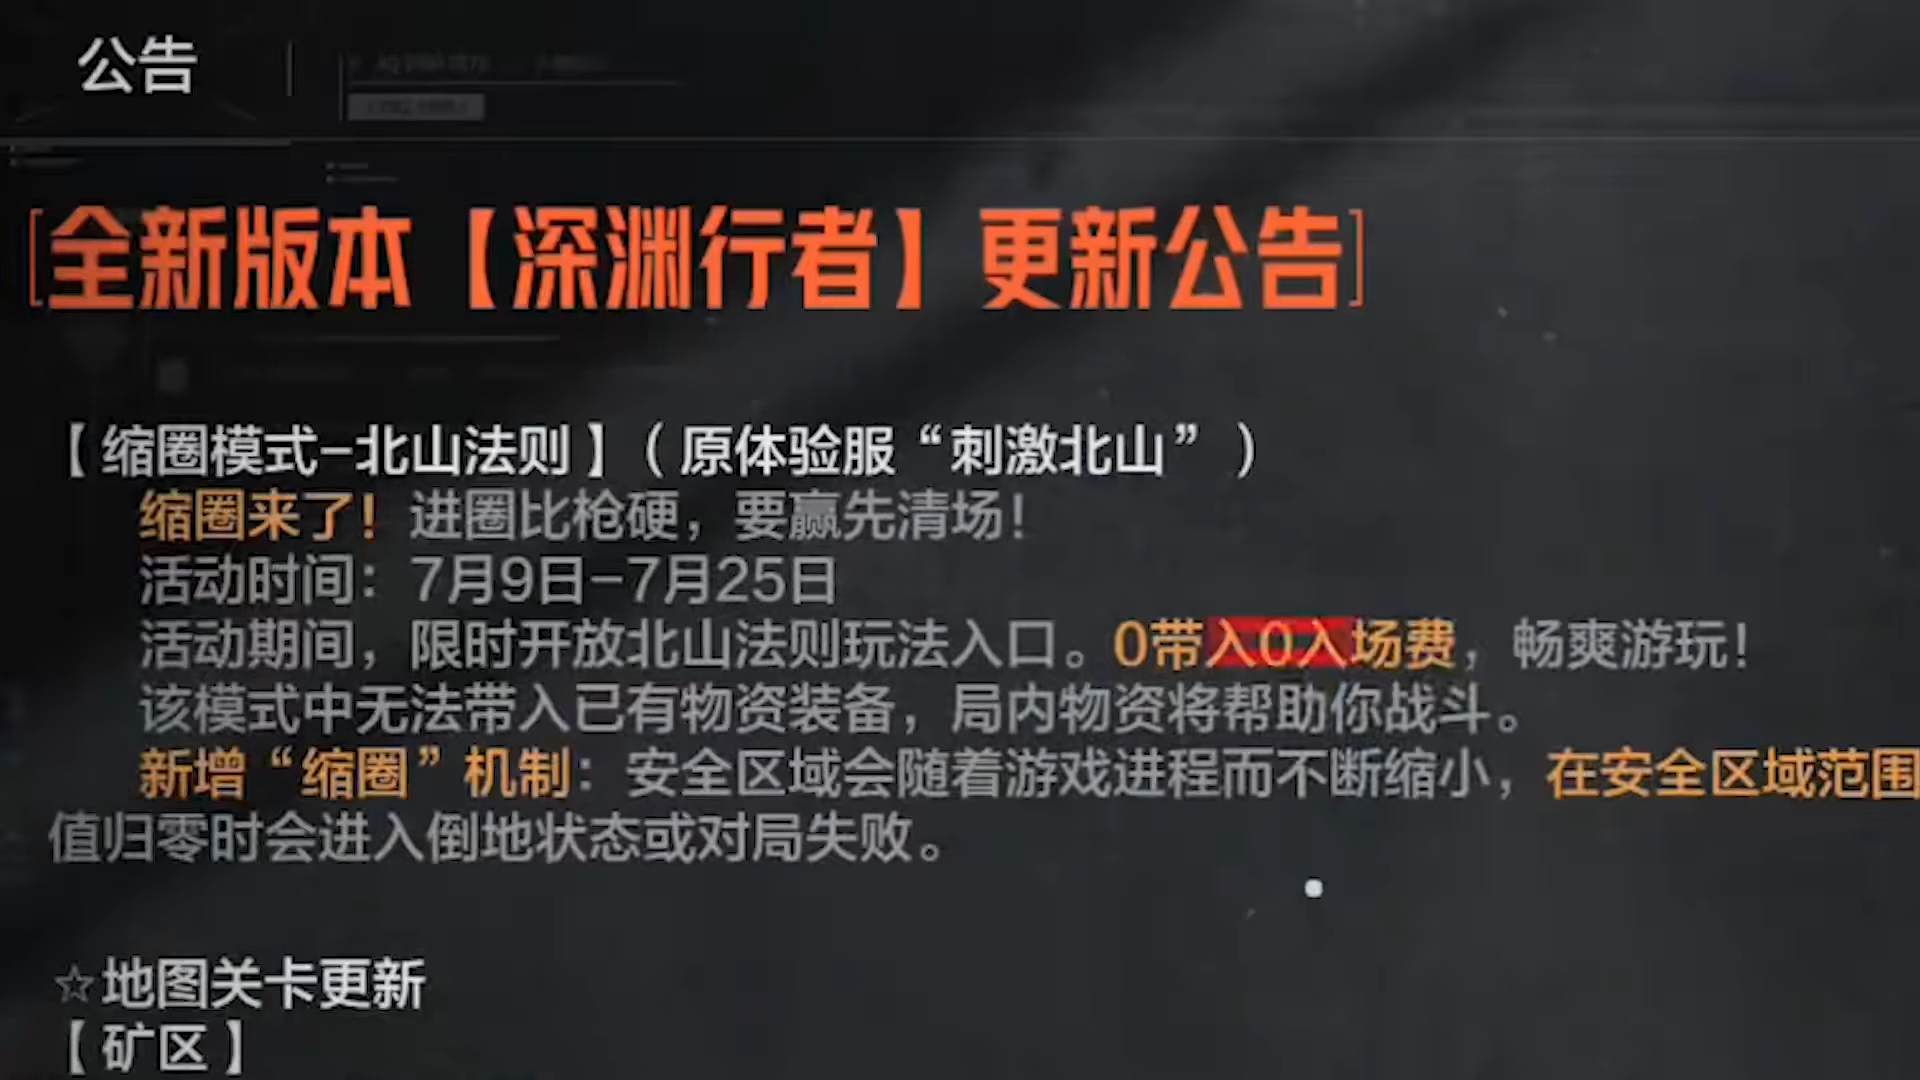 公告
[全新版本【深渊行者】更新公告]
【缩圈模式-北山法则】（原体验服“刺激北山”）
缩圈来了！进圈比枪硬，要赢先清场！
活动时间：7月9日-7月25日
活动期间，限时开放北山法则玩法入口。0带入0入场费，畅爽游玩！
该模式中无法带入已有物资装备，局内物资将帮助你战斗。
新增“缩圈”机制：安全区域会随着游戏进程而不断缩小，在安全区域范围
值归零时会进入倒地状态或对局失败。
☆地图关卡更新
【矿区】